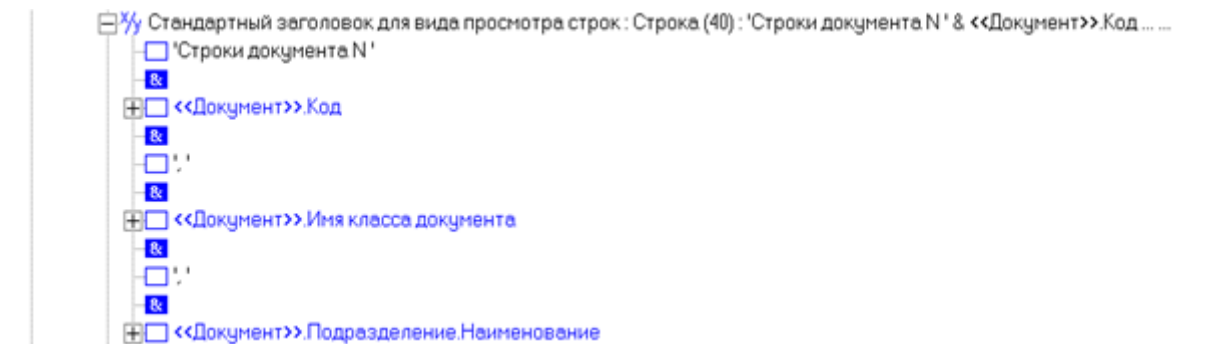 Стандартный заголовок для вида просмотра строк : Строка (40) : 'Строки документа N ' & <<Документ>>.Код ... ...
'Строки документа N '
&
<<Документ>>.Код
&
', '
&
<<Документ>>.Имя класса документа
&
', '
&
<<Документ>>.Подразделение.Наименование